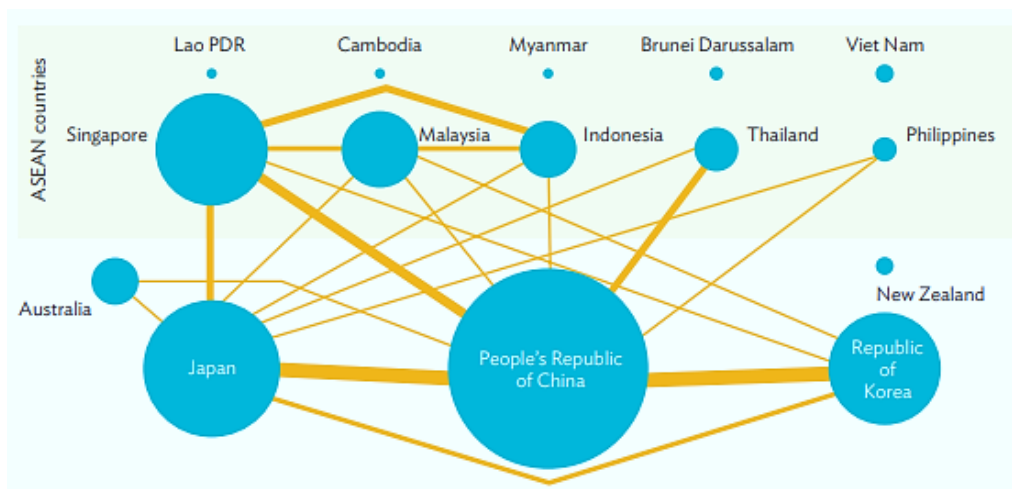 Lao PDR
Cambodia
Myanmar
Brunei Darussalam
Viet Nam
ASEAN countries
Singapore
Malaysia
Indonesia
Thailand
Philippines
Australia
New Zealand
Japan
People's Republic
of China
Republic
of
Korea